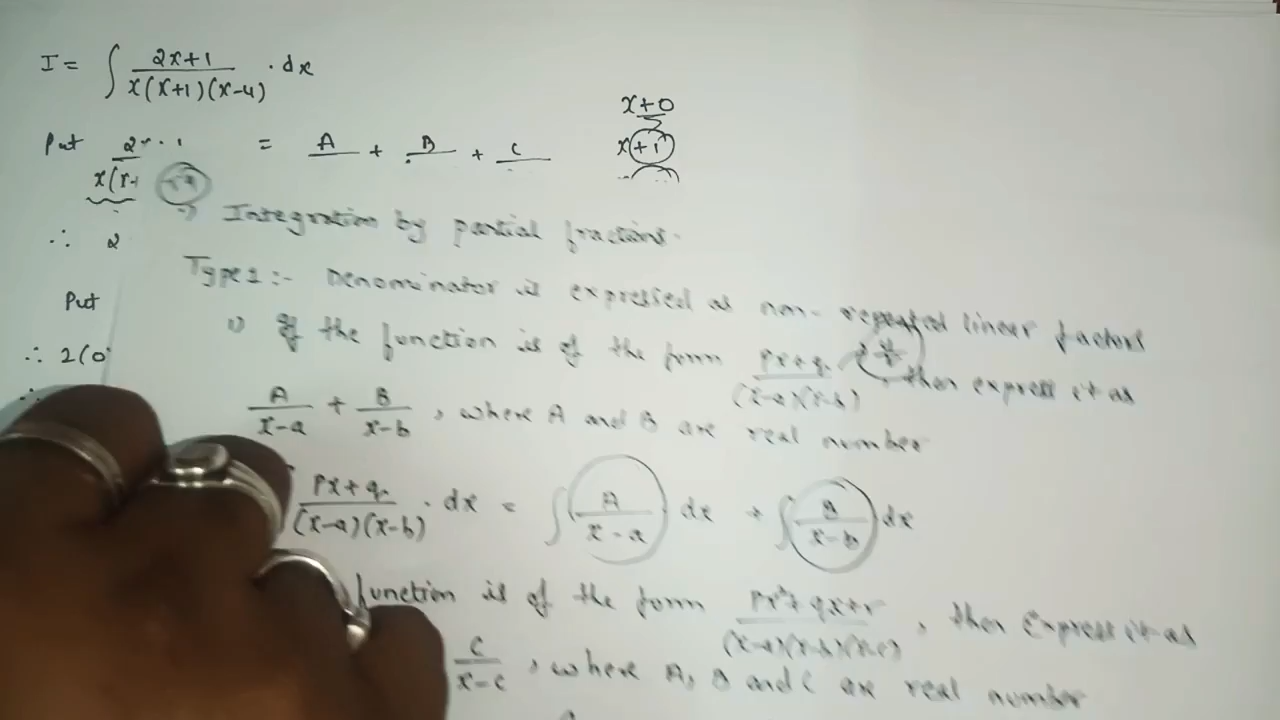 I = ∫ 2x+1 / x(x+1)(x-4) · dx
x+0
x+1
Put = A + B + C
x(x+
1) Integration by partial fractions.
∴ 2
Type 1:- Denominator is expressed as non-repeated linear factors
Put
1) If the function is of the form px+q / (x-a)(x-b), then express it as
∴ 2(0
A / x-a + B / x-b, where A and B are real number
px+q / (x-a)(x-b) · dx = ∫ A / x-a dx + ∫ B / x-b dx
function is of the form px²+qx+r / (x-a)(x-b)(x-c), then express it as
C / x-c, where A, B and C are real number